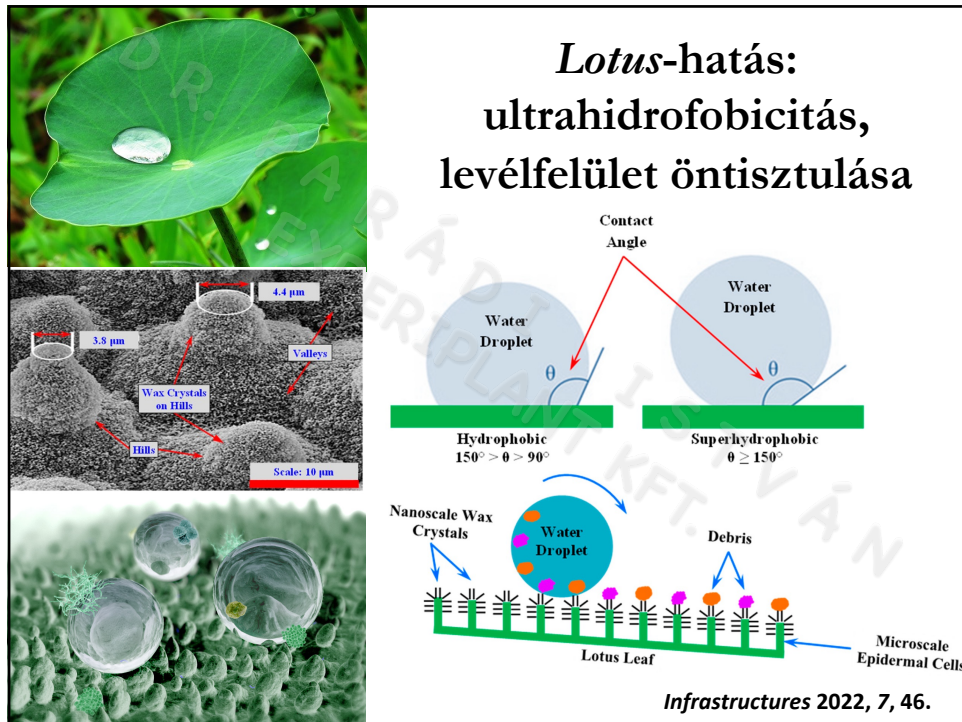 Lotus-hatás:
ultrahidrofobicitás,
levélfelület öntisztulása
4.4 µm
3.8 µm
Valleys
Wax Crystals
on Hills
Hills
Scale: 10 µm
Contact
Angle
Water
Droplet
θ
Water
Droplet
θ
Hydrophobic
150° > θ > 90°
Superhydrophobic
θ ≥ 150°
Nanoscale Wax
Crystals
Water
Droplet
Debris
Lotus Leaf
Microscale
Epidermal Cells
Infrastructures 2022, 7, 46.